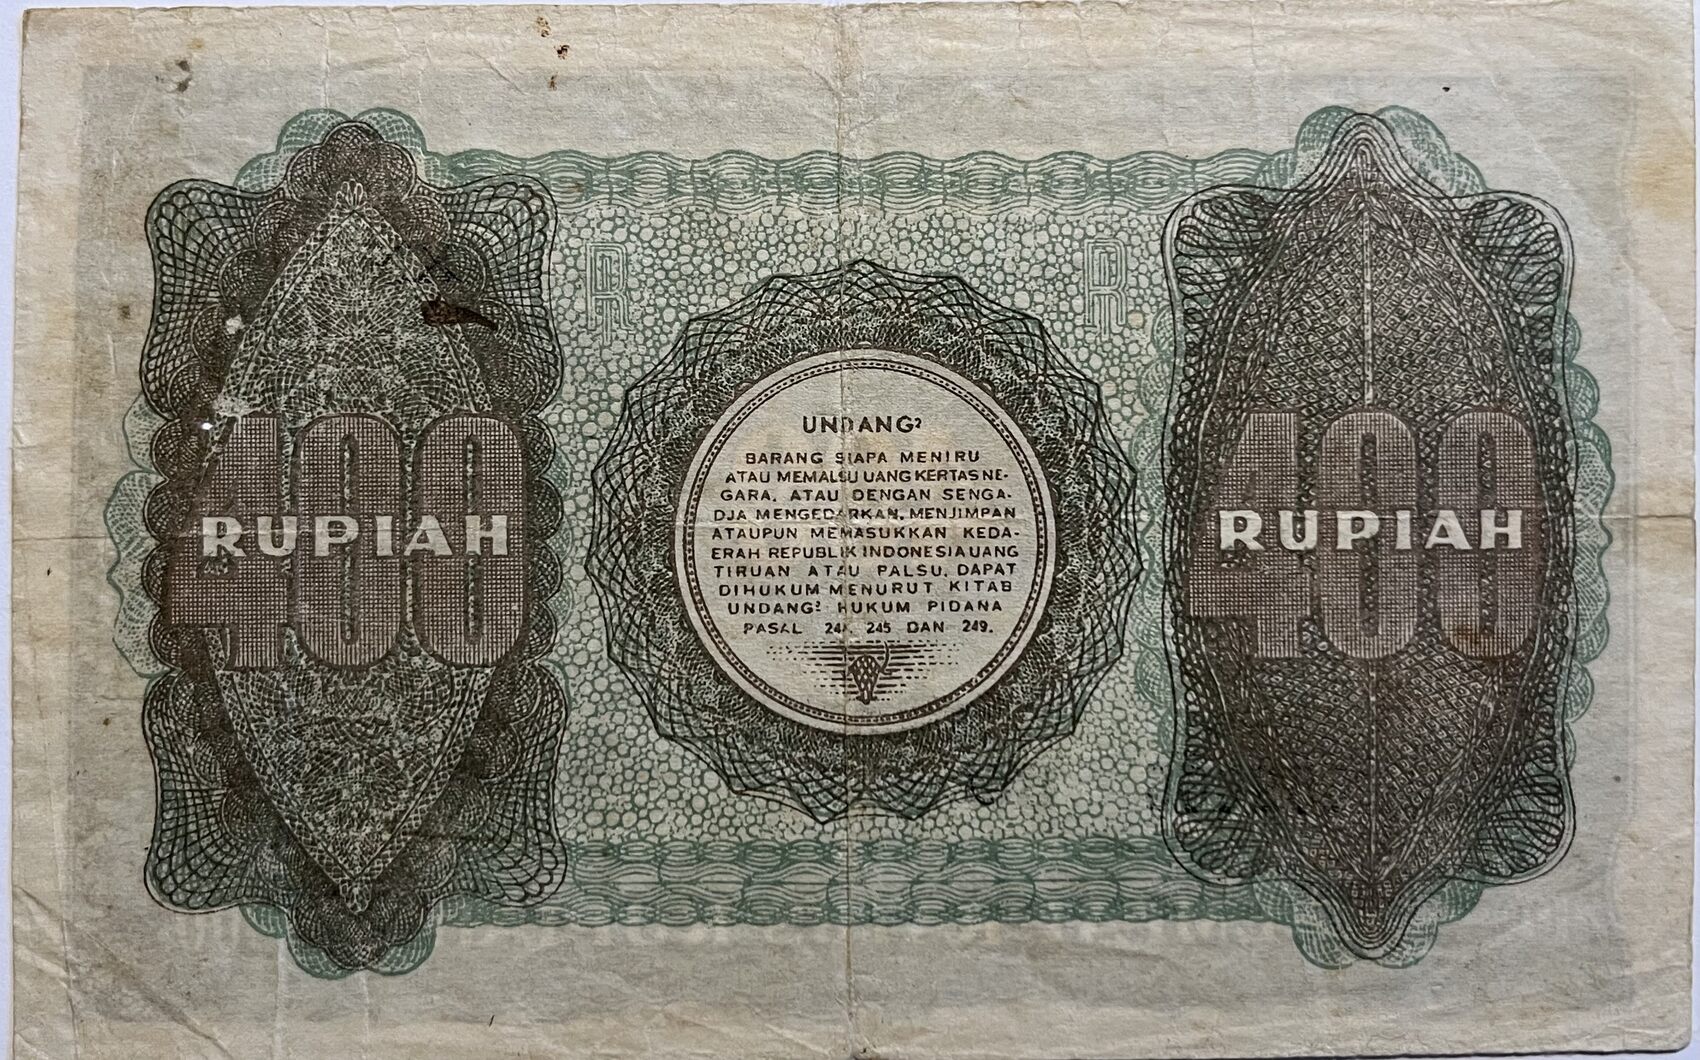 400
RUPIAH
R
R
UNDANG²
BARANG SIAPA MENIRU
ATAU MEMALSU UANG KERTAS NE-
GARA, ATAU DENGAN SENGA-
DJA MENGEDARKAN, MENJIMPAN
ATAUPUN MEMASUKKAN KEDA-
ERAH REPUBLIK INDONESIA UANG
TIRUAN ATAU PALSU, DAPAT
DIHUKUM MENURUT KITAB
UNDANG² HUKUM PIDANA
PASAL 244, 245 DAN 249.
400
RUPIAH